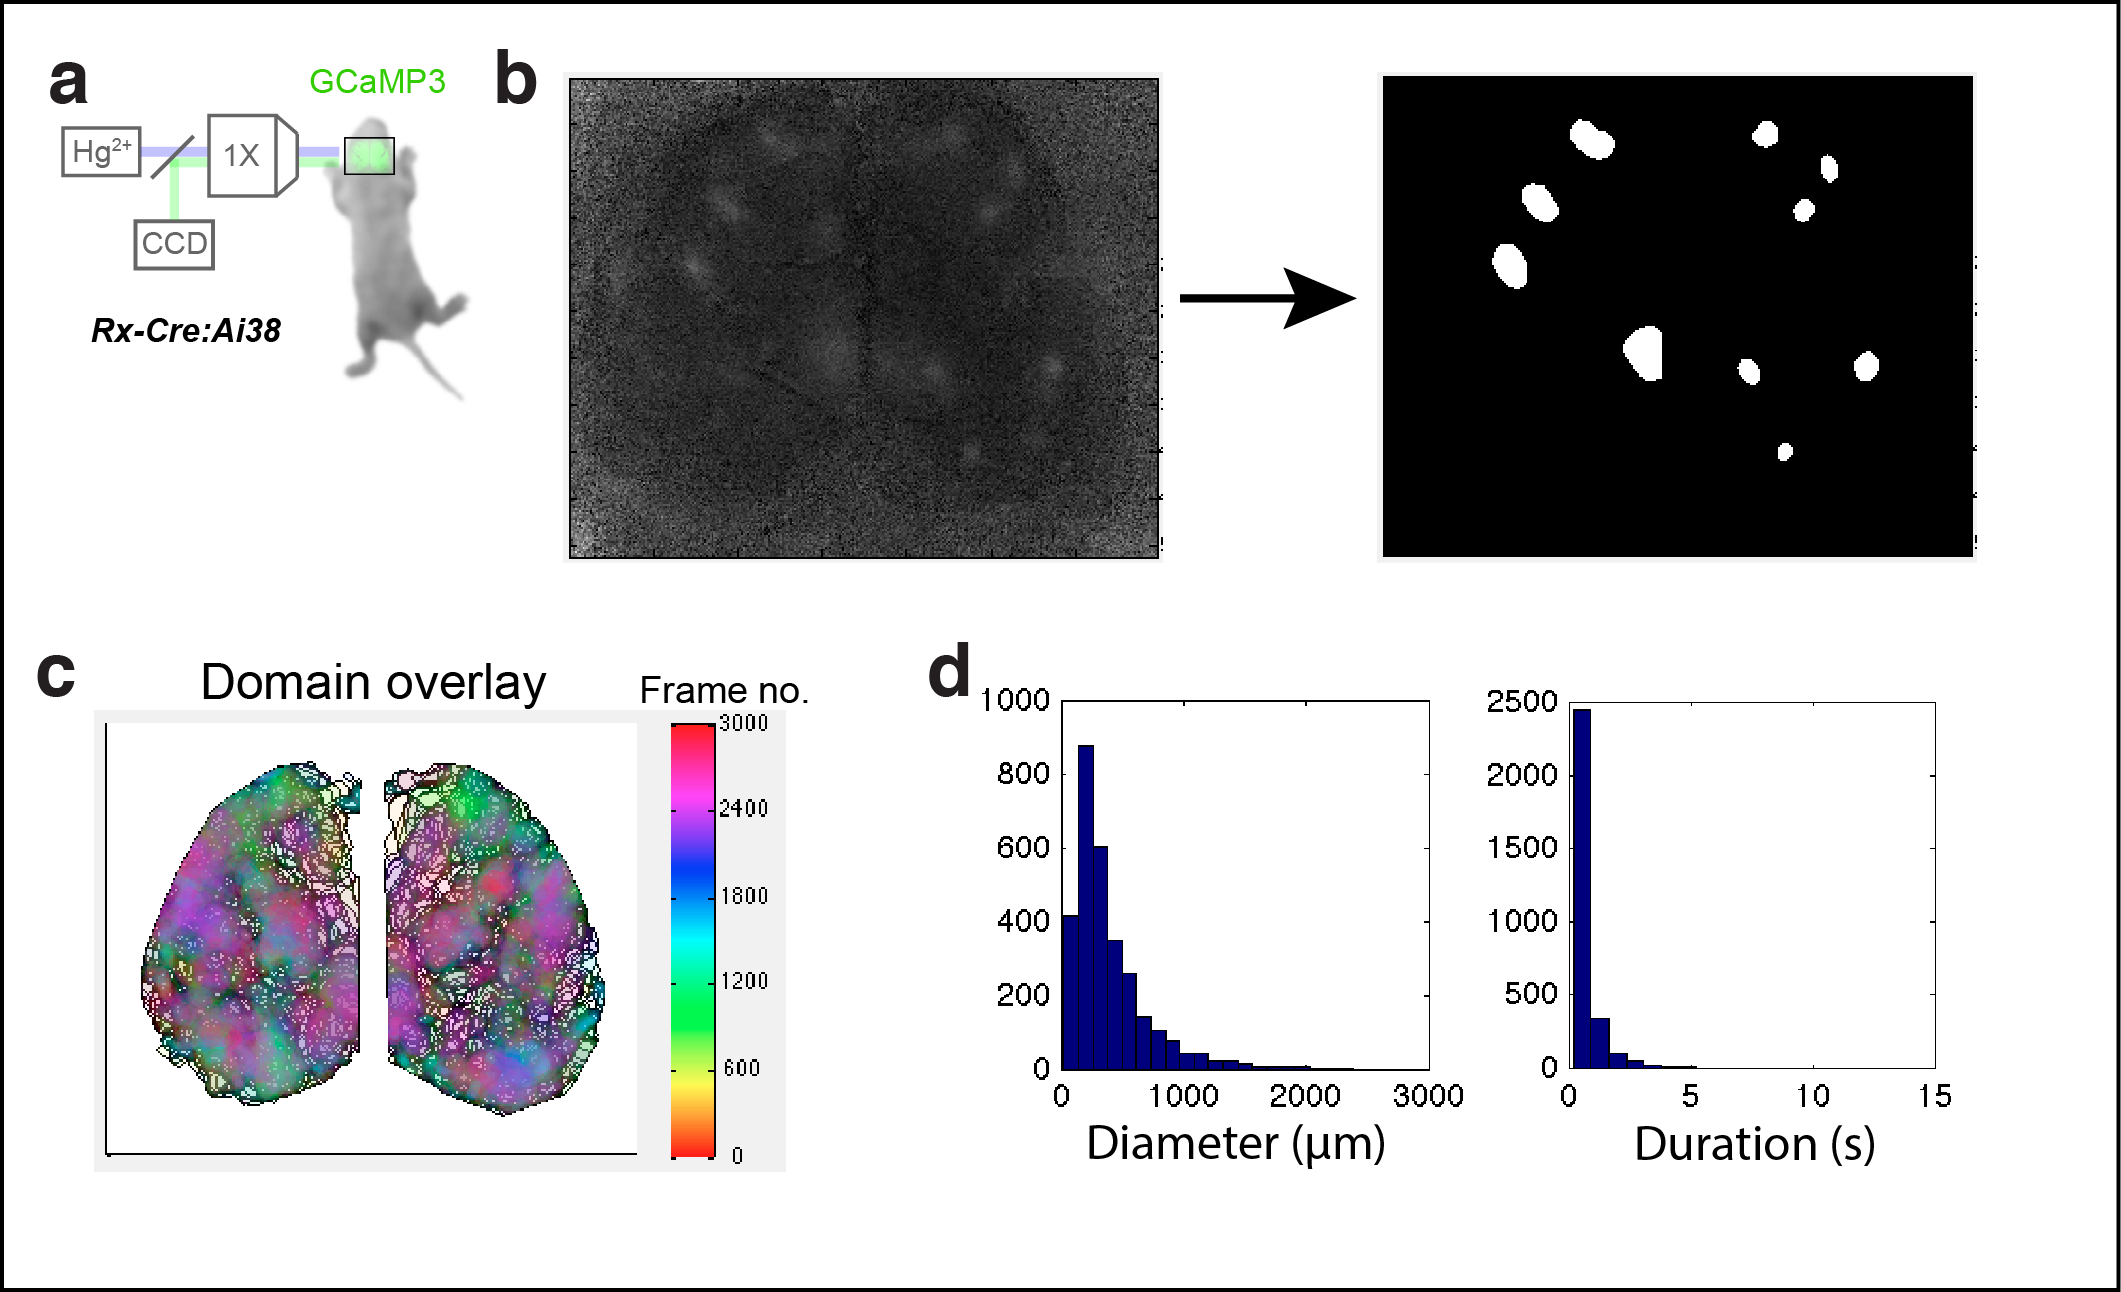 a
GCaMP3
Hg2+
1X
CCD
Rx-Cre:Ai38
b
c
Domain overlay
Frame no.
3000
2400
1800
1200
600
0
d
1000
800
600
400
200
0
0 1000 2000 3000
Diameter (µm)
2500
2000
1500
1000
500
0
0 5 10 15
Duration (s)